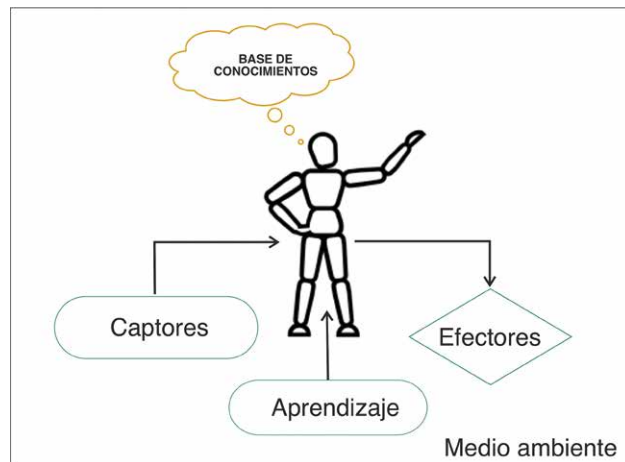 BASE DE
CONOCIMIENTOS
Captores
Efectores
Aprendizaje
Medio ambiente